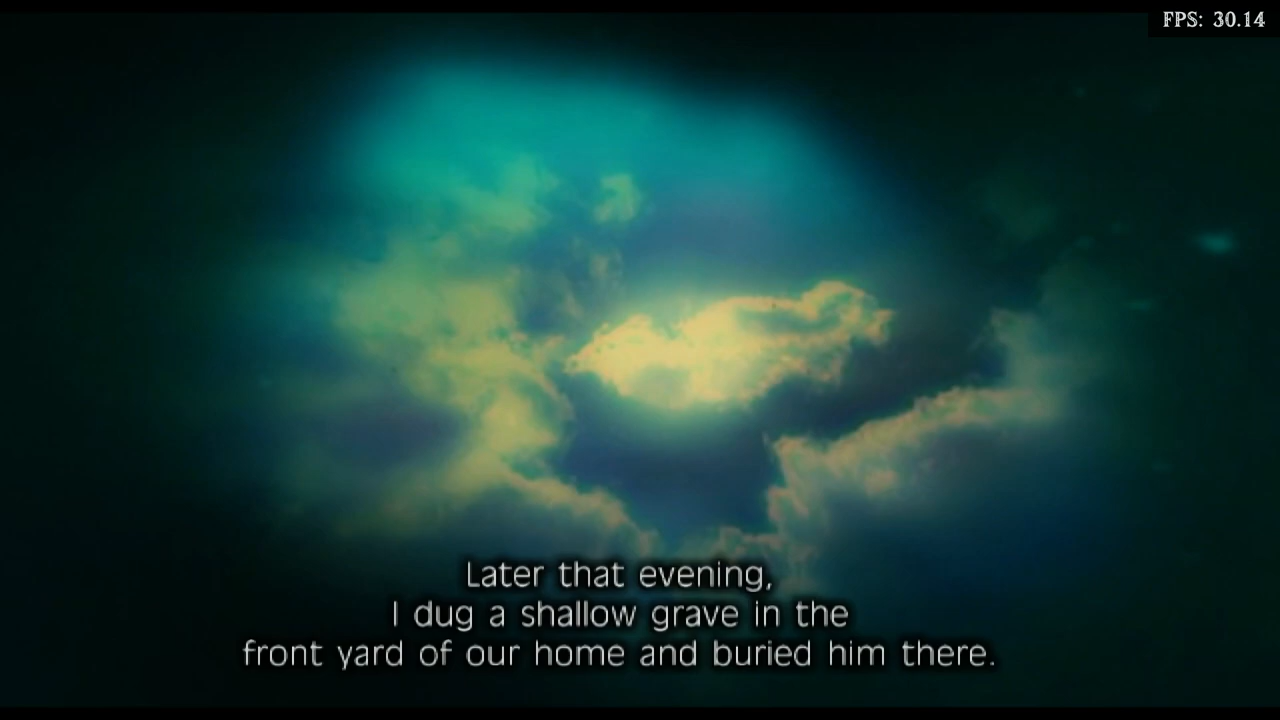 FPS: 30.14
Later that evening,
I dug a shallow grave in the
front yard of our home and buried him there.